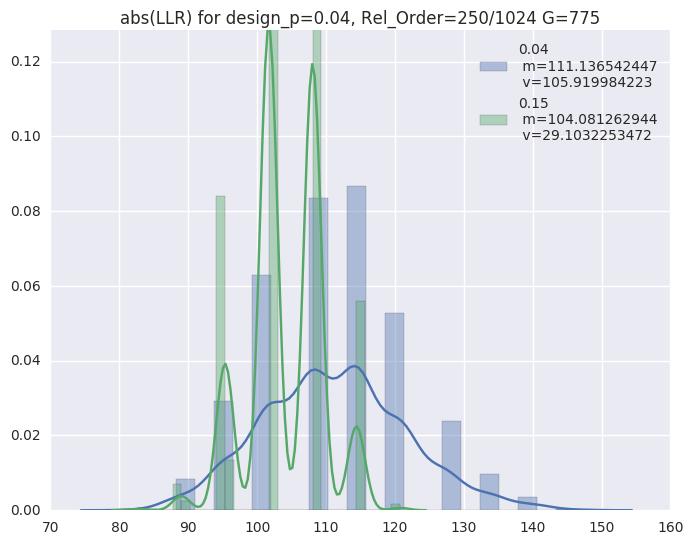 abs(LLR) for design_p=0.04, Rel_Order=250/1024 G=775
0.04
m=111.136542447
v=105.919984223
0.15
m=104.081262944
v=29.1032253472
0.12
0.10
0.08
0.06
0.04
0.02
0.00
70 80 90 100 110 120 130 140 150 160